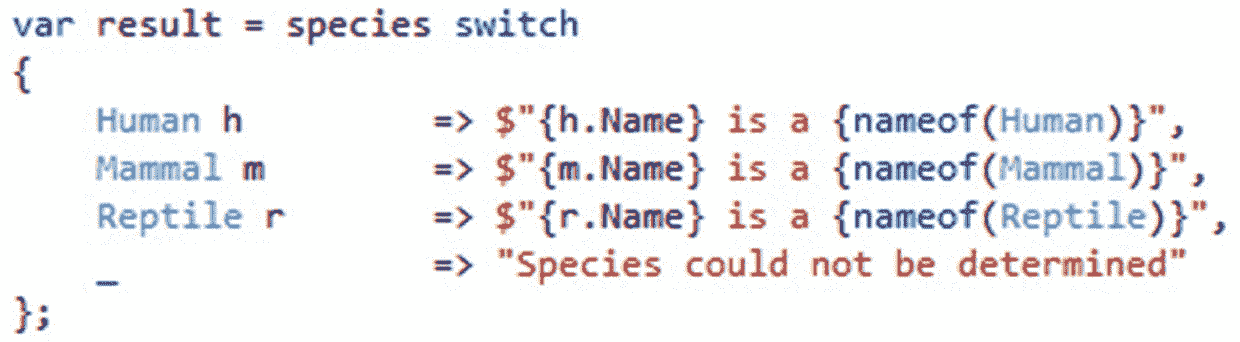 var result = species switch
{
    Human h          => $"{h.Name} is a {nameof(Human)}",
    Mammal m         => $"{m.Name} is a {nameof(Mammal)}",
    Reptile r        => $"{r.Name} is a {nameof(Reptile)}",
    _                => "Species could not be determined"
};